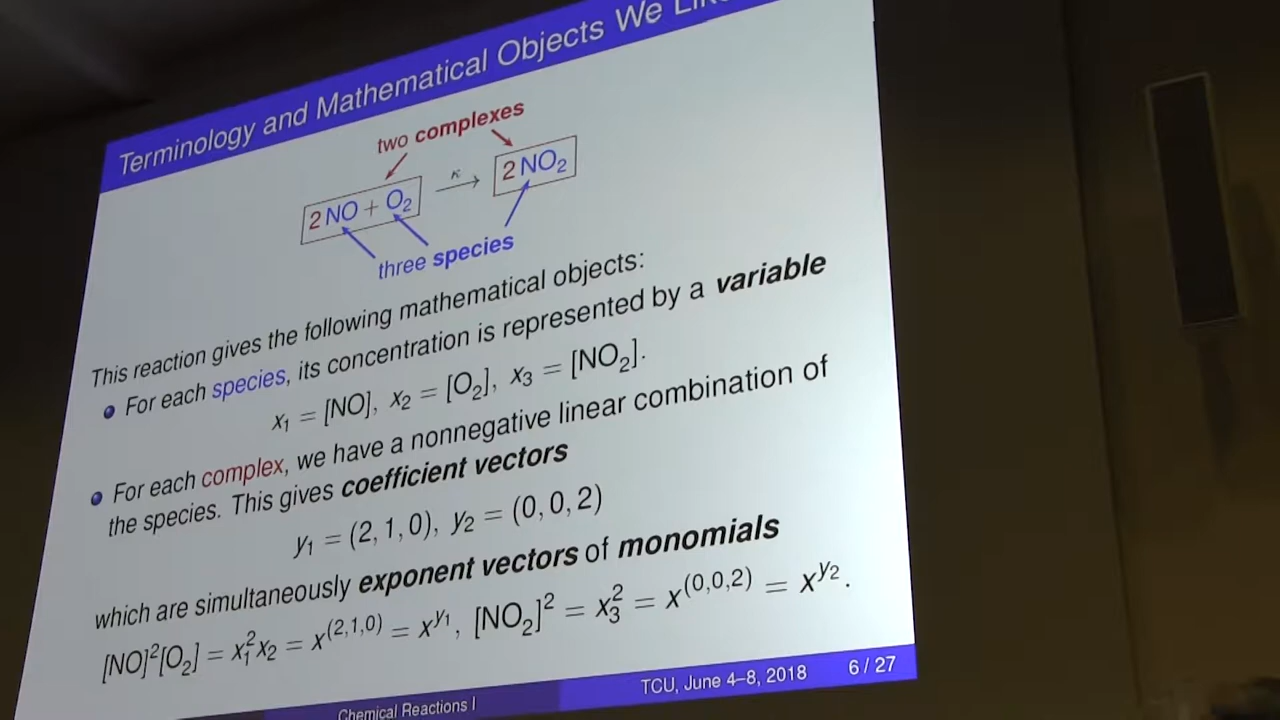 Terminology and Mathematical Objects We
two complexes
2 NO + O₂ —κ→ 2 NO₂
three species
This reaction gives the following mathematical objects:
• For each species, its concentration is represented by a variable
x₁ = [NO], x₂ = [O₂], x₃ = [NO₂].
• For each complex, we have a nonnegative linear combination of
the species. This gives coefficient vectors
y₁ = (2, 1, 0), y₂ = (0, 0, 2)
which are simultaneously exponent vectors of monomials
[NO]²[O₂] = x₁²x₂ = x^(2,1,0) = x^y₁, [NO₂]² = x₃² = x^(0,0,2) = x^y₂.
Chemical Reactions I
TCU, June 4–8, 2018 6 / 27